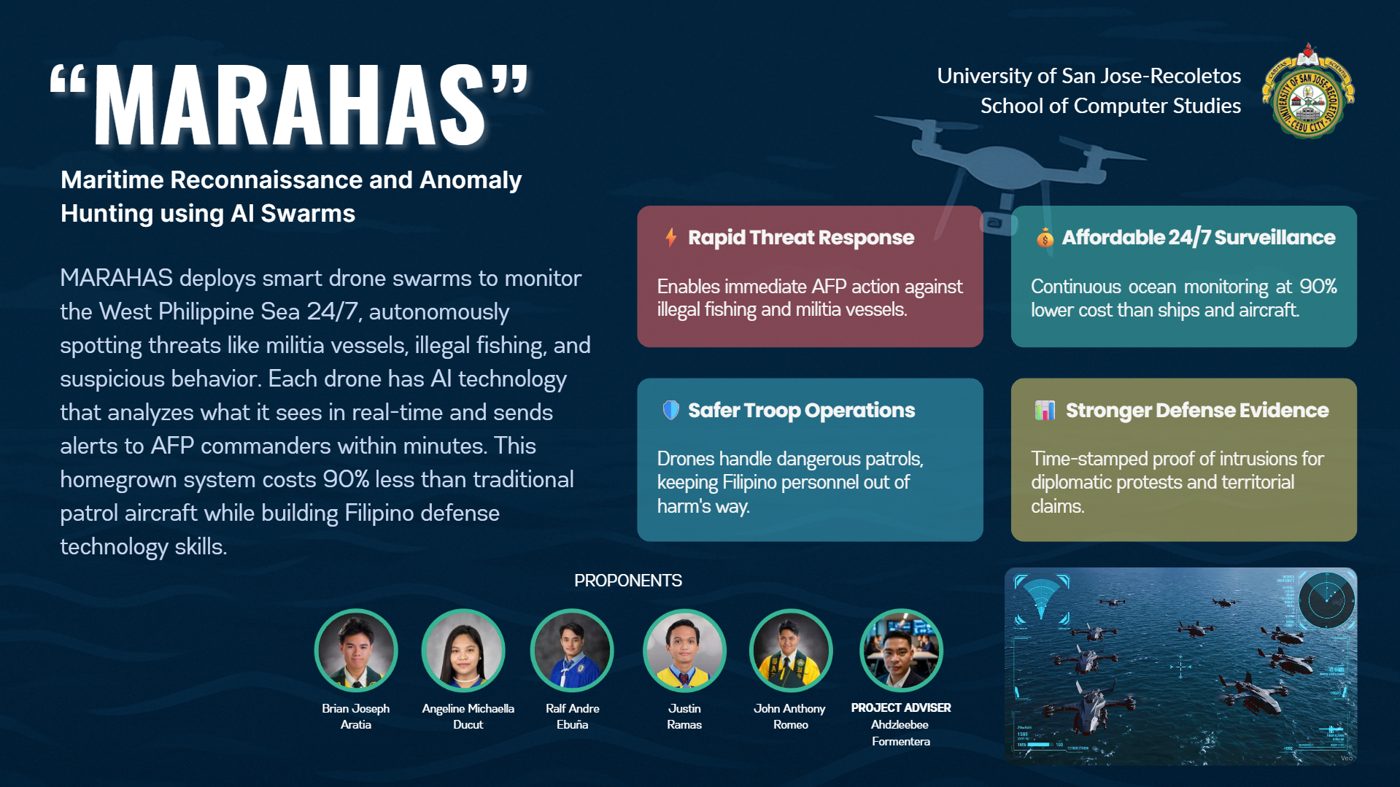 “MARAHAS”
Maritime Reconnaissance and Anomaly
Hunting using AI Swarms
MARAHAS deploys smart drone swarms to monitor
the West Philippine Sea 24/7, autonomously
spotting threats like militia vessels, illegal fishing, and
suspicious behavior. Each drone has AI technology
that analyzes what it sees in real-time and sends
alerts to AFP commanders within minutes. This
homegrown system costs 90% less than traditional
patrol aircraft while building Filipino defense
technology skills.
University of San Jose-Recoletos
School of Computer Studies
UNIVERSITY OF SAN JOSE-RECOLETOS
CEBU CITY
Rapid Threat Response
Enables immediate AFP action against
illegal fishing and militia vessels.
Affordable 24/7 Surveillance
Continuous ocean monitoring at 90%
lower cost than ships and aircraft.
Safer Troop Operations
Drones handle dangerous patrols,
keeping Filipino personnel out of
harm's way.
Stronger Defense Evidence
Time-stamped proof of intrusions for
diplomatic protests and territorial
claims.
PROPONENTS
Brian Joseph
Aratia
Angeline Michaella
Ducut
Ralf Andre
Ebuña
Justin
Ramas
John Anthony
Romeo
PROJECT ADVISER
Ahdzleebee
Formentera
Veo